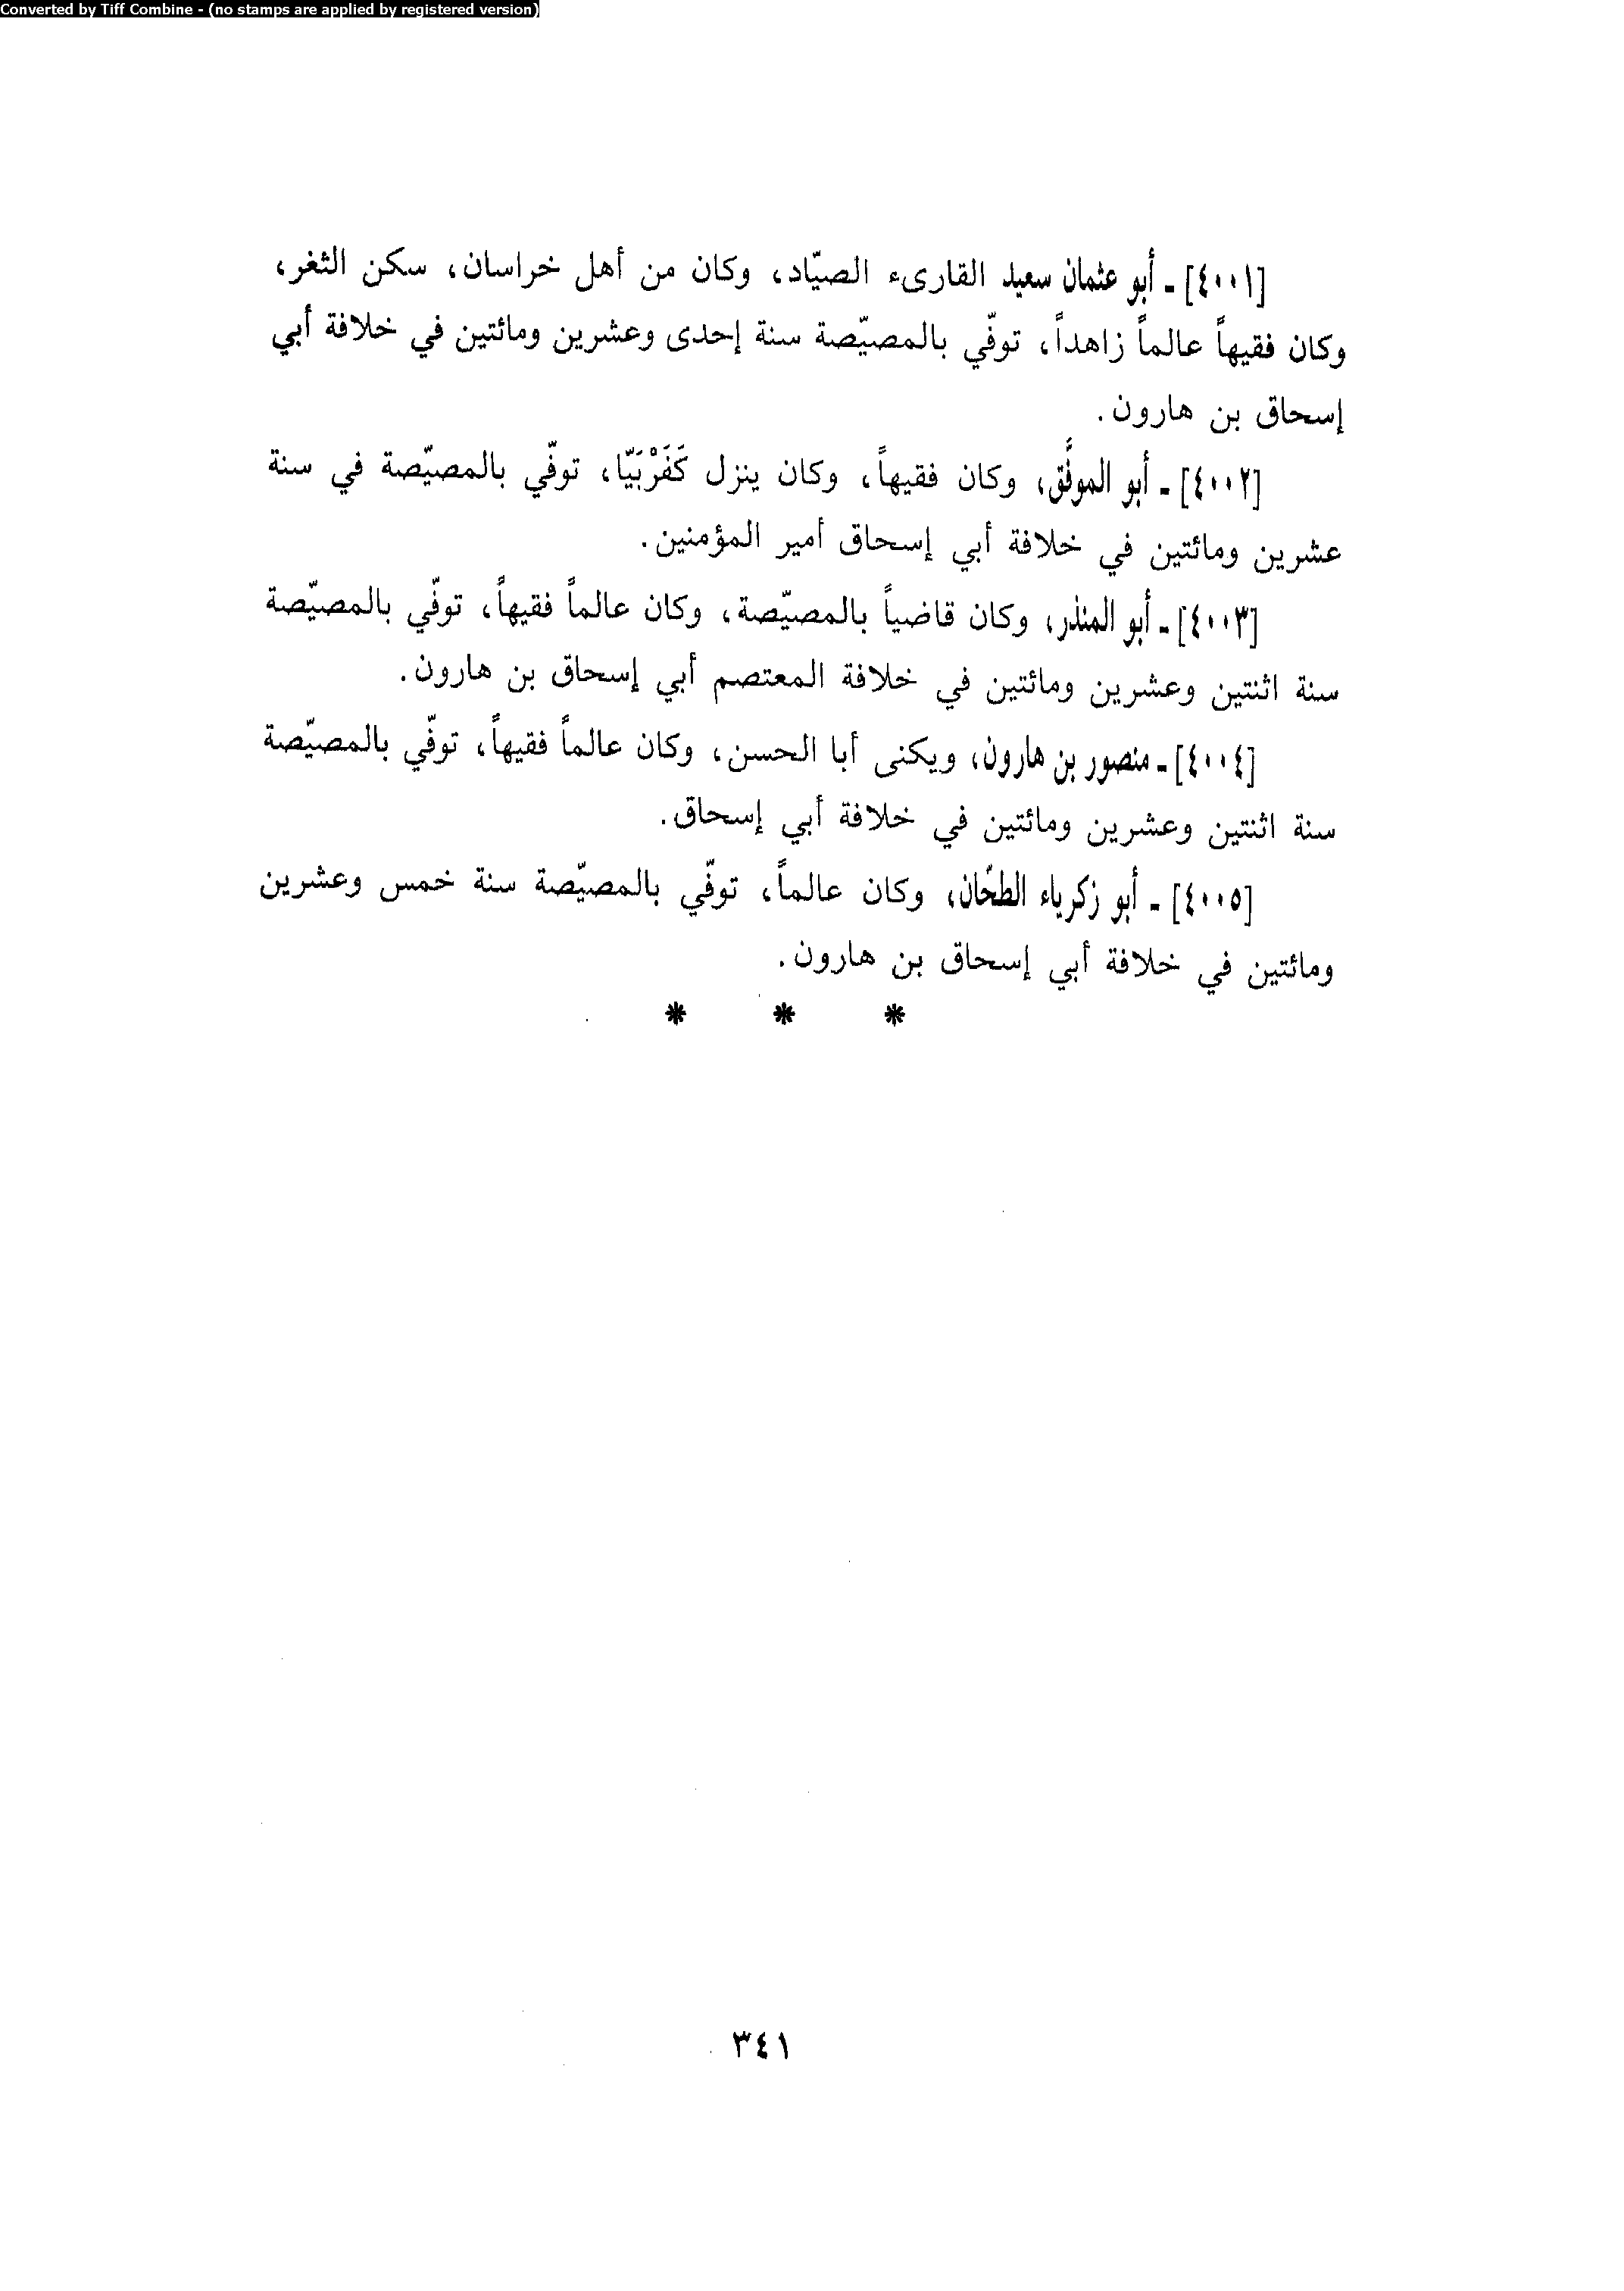 Converted by Tiff Combine - (no stamps are applied by registered version)
[٤٠٠١] ـ أبو عثمان سعيد القارىء الصيّاد، وكان من أهل خراسان، سكن الثغر،
وكان فقيهاً عالماً زاهداً، توفّي بالمصيّصة سنة إحدى وعشرين ومائتين في خلافة أبي
إسحاق بن هارون.
[٤٠٠٢] ـ أبو الموفَّق، وكان فقيهاً، وكان ينزل كَفَرْبَيّا، توفّي بالمصيّصة في سنة
عشرين ومائتين في خلافة أبي إسحاق أمير المؤمنين.
[٤٠٠٣] ـ أبو المنذر، وكان قاضياً بالمصيّصة، وكان عالماً فقيهاً، توفّي بالمصيّصة
سنة اثنتين وعشرين ومائتين في خلافة المعتصم أبي إسحاق بن هارون.
[٤٠٠٤] ـ منصور بن هارون، ويكنى أبا الحسن، وكان عالماً فقيهاً، توفّي بالمصيّصة
سنة اثنتين وعشرين ومائتين في خلافة أبي إسحاق.
[٤٠٠٥] ـ أبو زكرياء الطحّان، وكان عالماً، توفّي بالمصيّصة سنة خمس وعشرين
ومائتين في خلافة أبي إسحاق بن هارون.
* * *
٣٤١